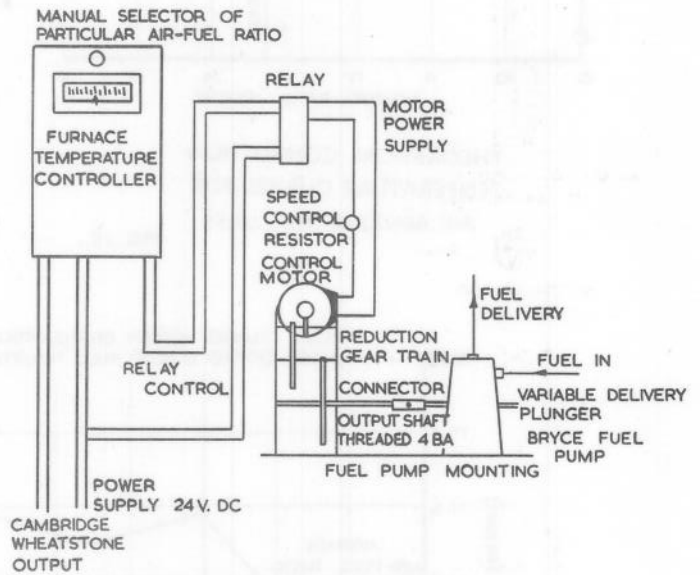 MANUAL SELECTOR OF
PARTICULAR AIR-FUEL RATIO
FURNACE
TEMPERATURE
CONTROLLER
RELAY
MOTOR
POWER
SUPPLY
SPEED
CONTROL
RESISTOR
CONTROL
MOTOR
FUEL
DELIVERY
REDUCTION
GEAR TRAIN
FUEL IN
RELAY
CONTROL
CONNECTOR
VARIABLE DELIVERY
PLUNGER
OUTPUT SHAFT
THREADED 4 BA
BRYCE FUEL
PUMP
FUEL PUMP MOUNTING
POWER
SUPPLY 24 V. DC
CAMBRIDGE
WHEATSTONE
OUTPUT